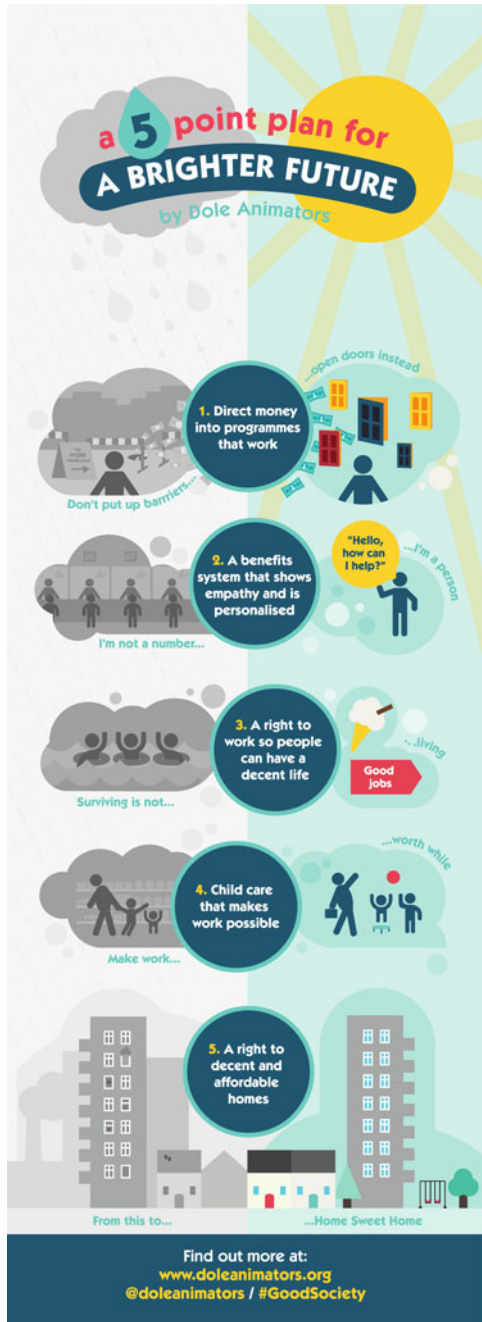 a 5 point plan for
A BRIGHTER FUTURE
by Dole Animators
1. Direct money
into programmes
that work
Don't put up barrriers...
...open doors instead
2. A benefits
system that shows
empathy and is
personalised
I'm not a number...
"Hello,
how can
I help?"
...I'm a person
3. A right to
work so people
can have a
decent life
Surviving is not...
...living
Good
jobs
4. Child care
that makes
work possible
Make work...
...worth while
5. A right to
decent and
affordable
homes
From this to...
...Home Sweet Home
Find out more at:
www.doleanimators.org
@doleanimators / #GoodSociety